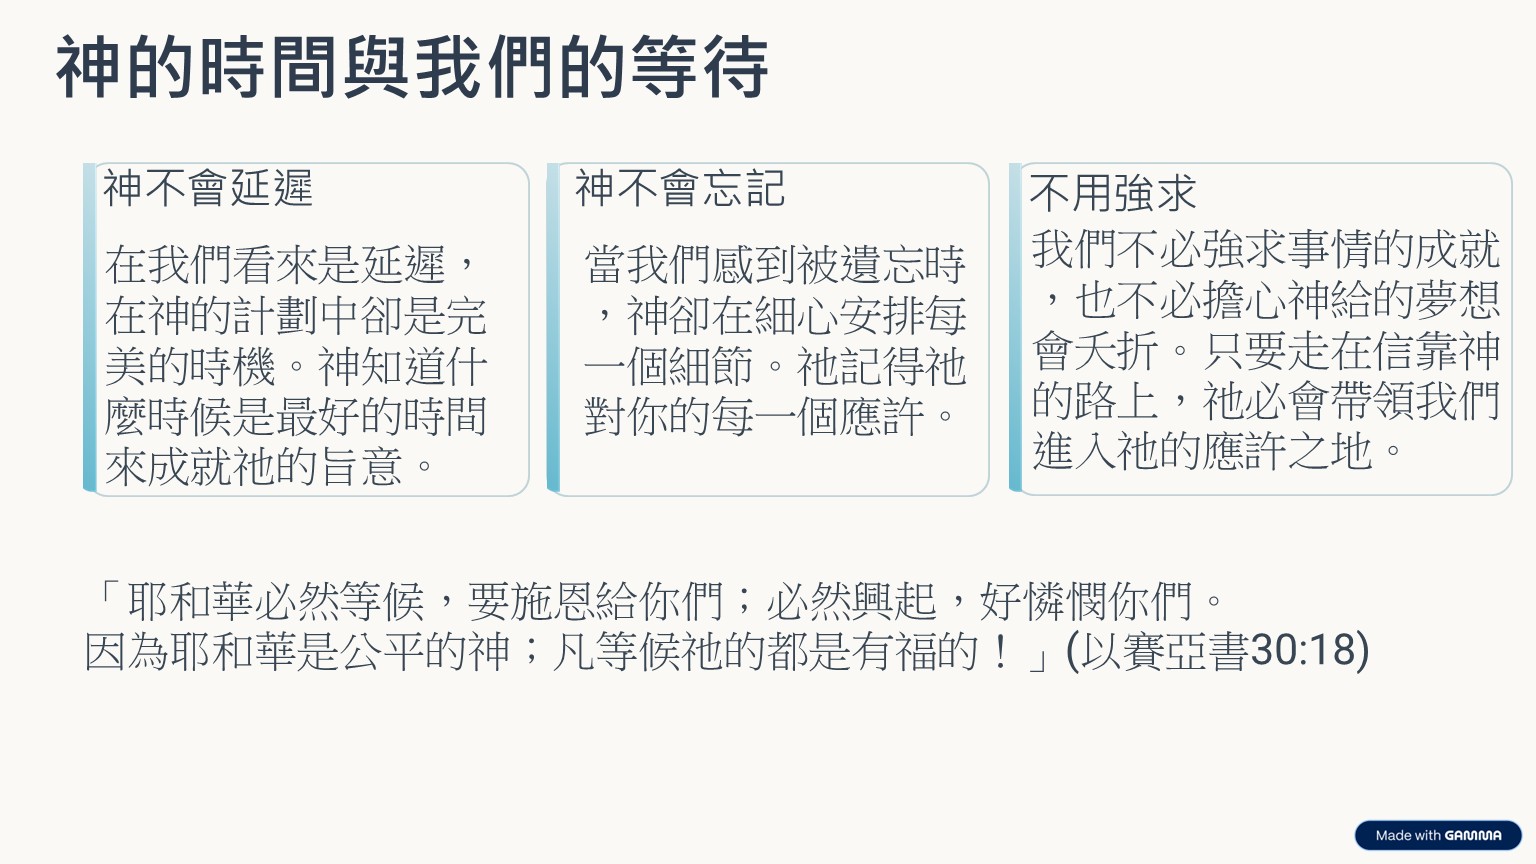 神的時間與我們的等待
神不會延遲
在我們看來是延遲，
在神的計劃中卻是完
美的時機。神知道什
麼時候是最好的時間
來成就祂的旨意。
神不會忘記
當我們感到被遺忘時
，神卻在細心安排每
一個細節。祂記得祂
對你的每一個應許。
不用強求
我們不必強求事情的成就
，也不必擔心神給的夢想
會夭折。只要走在信靠神
的路上，祂必會帶領我們
進入祂的應許之地。
「耶和華必然等候，要施恩給你們；必然興起，好憐憫你們。
因為耶和華是公平的神；凡等候祂的都是有福的！」(以賽亞書30:18)
Made with GAMMA